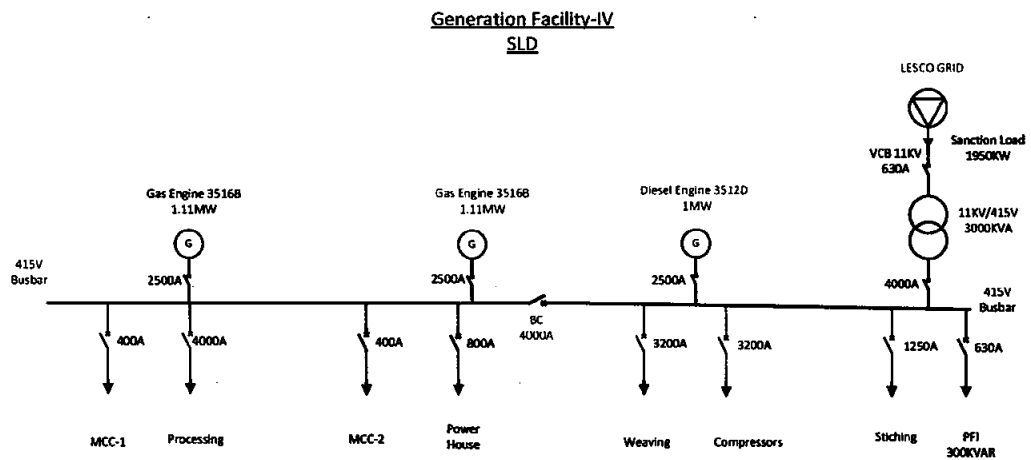 Generation Facility-IV
SLD
LESCO GRID
Sanction Load
1950KW
VCB 11KV
630A
Gas Engine 3516B
1.11MW
Gas Engine 3516B
1.11MW
Diesel Engine 3512D
1MW
11KV/415V
3000KVA
G
G
G
415V
Busbar
2500A
2500A
2500A
4000A
415V
Busbar
BC
4000A
400A
4000A
400A
800A
3200A
3200A
1250A
630A
MCC-1
Processing
MCC-2
Power
House
Weaving
Compressors
Stiching
PFI
300KVAR